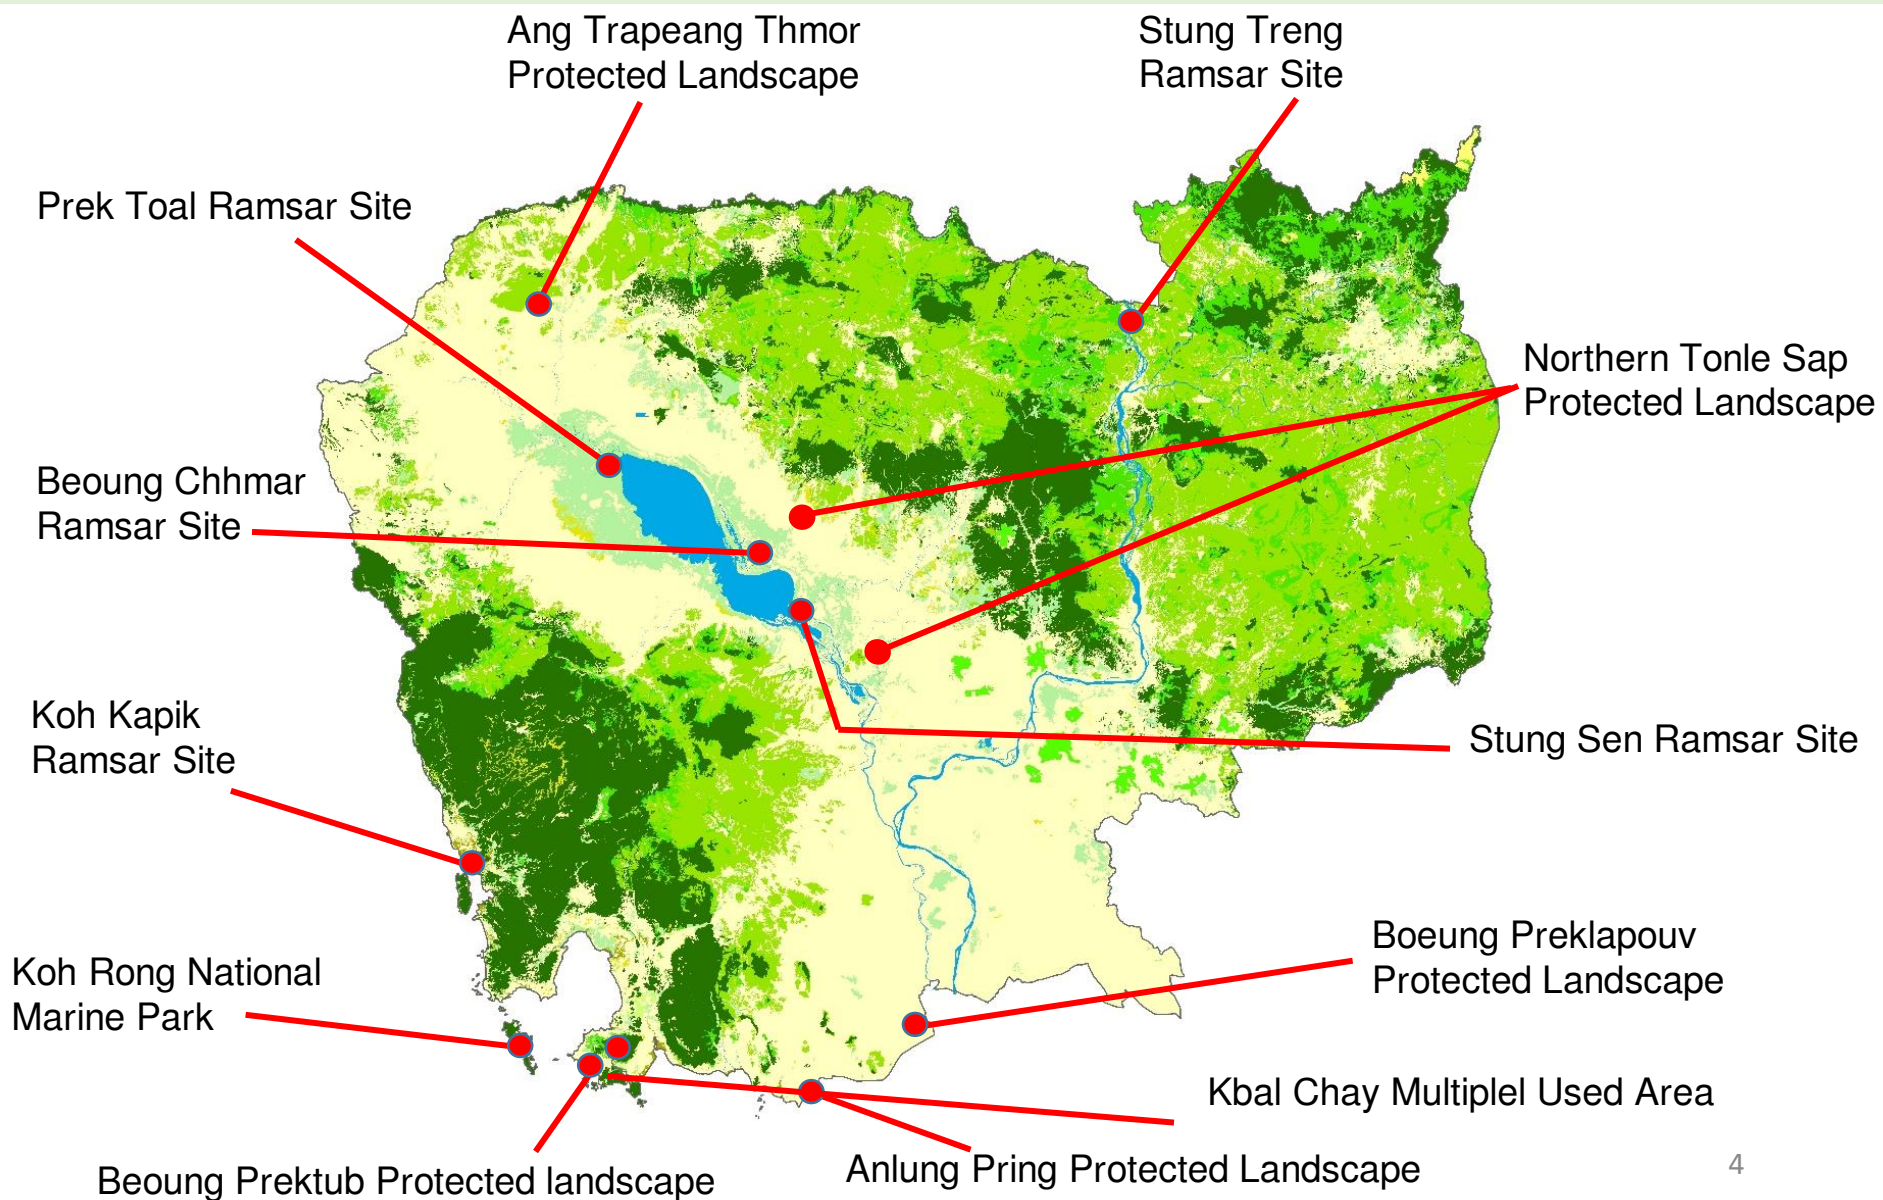 Ang Trapeang Thmor
Protected Landscape
Stung Treng
Ramsar Site
Prek Toal Ramsar Site
Northern Tonle Sap
Protected Landscape
Beoung Chhmar
Ramsar Site
Koh Kapik
Ramsar Site
Stung Sen Ramsar Site
Boeung Preklapouv
Protected Landscape
Koh Rong National
Marine Park
Kbal Chay Multiplel Used Area
Anlung Pring Protected Landscape
Beoung Prektub Protected landscape
4